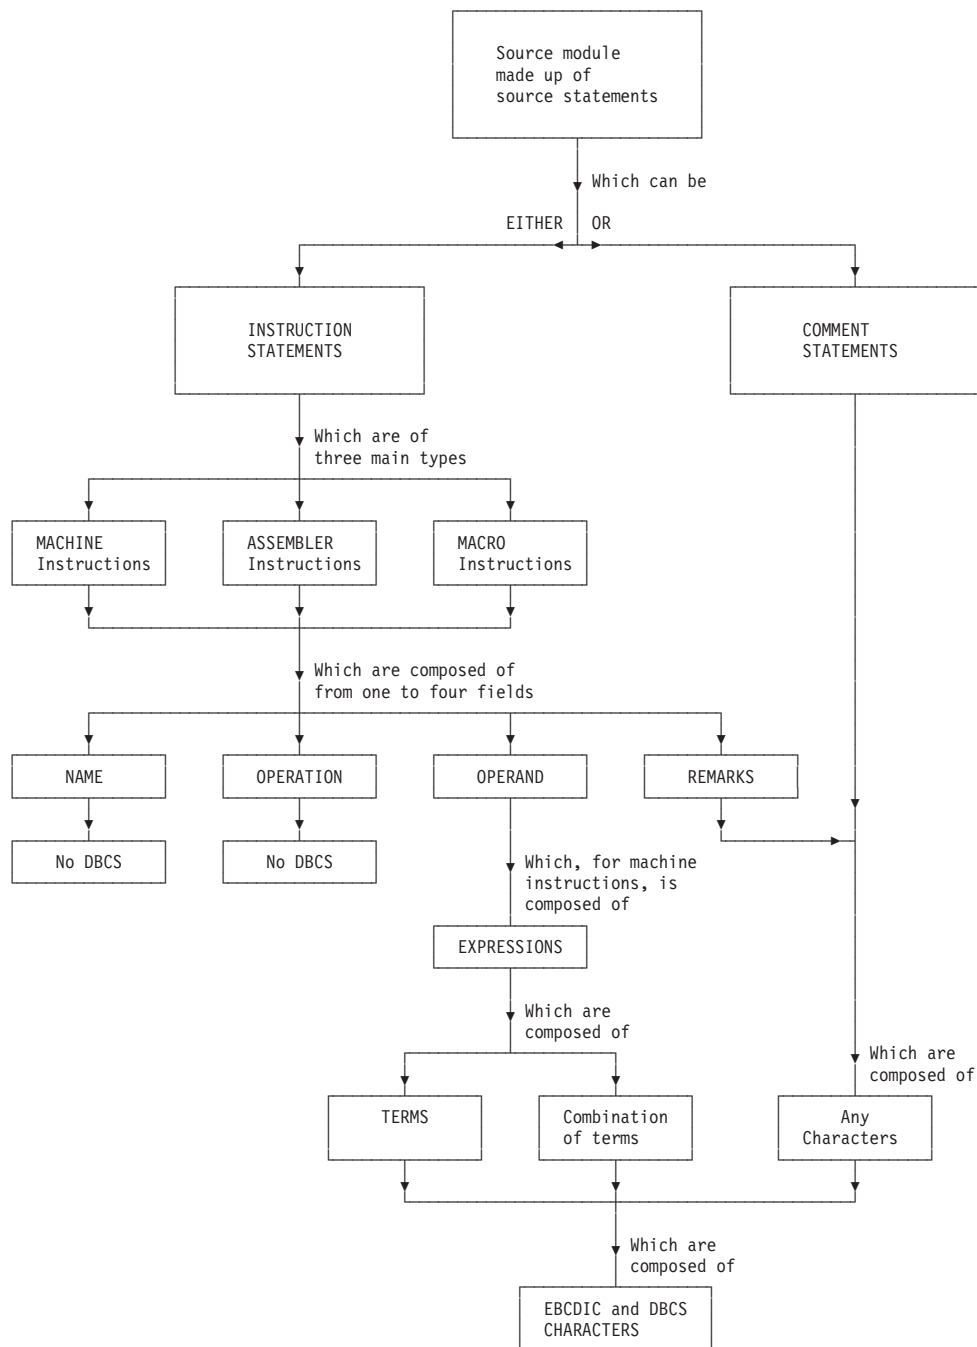 Source module
made up of
source statements
Which can be
EITHER OR
INSTRUCTION
STATEMENTS
COMMENT
STATEMENTS
Which are of
three main types
MACHINE
Instructions
ASSEMBLER
Instructions
MACRO
Instructions
Which are composed of
from one to four fields
NAME
OPERATION
OPERAND
REMARKS
No DBCS
No DBCS
Which, for machine
instructions, is
composed of
EXPRESSIONS
Which are
composed of
Which are
composed of
TERMS
Combination
of terms
Any
Characters
Which are
composed of
EBCDIC and DBCS
CHARACTERS